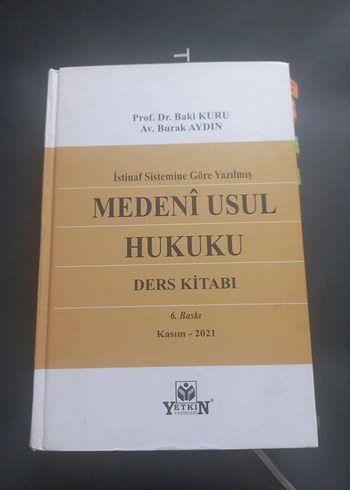 Prof. Dr. Baki KURU
Av. Burak AYDIN
İstinaf Sistemine Göre Yazılmış
MEDENÎ USUL
HUKUKU
DERS KİTABI
6. Baskı
Kasım - 2021
YETKİN®
YAYINLARI